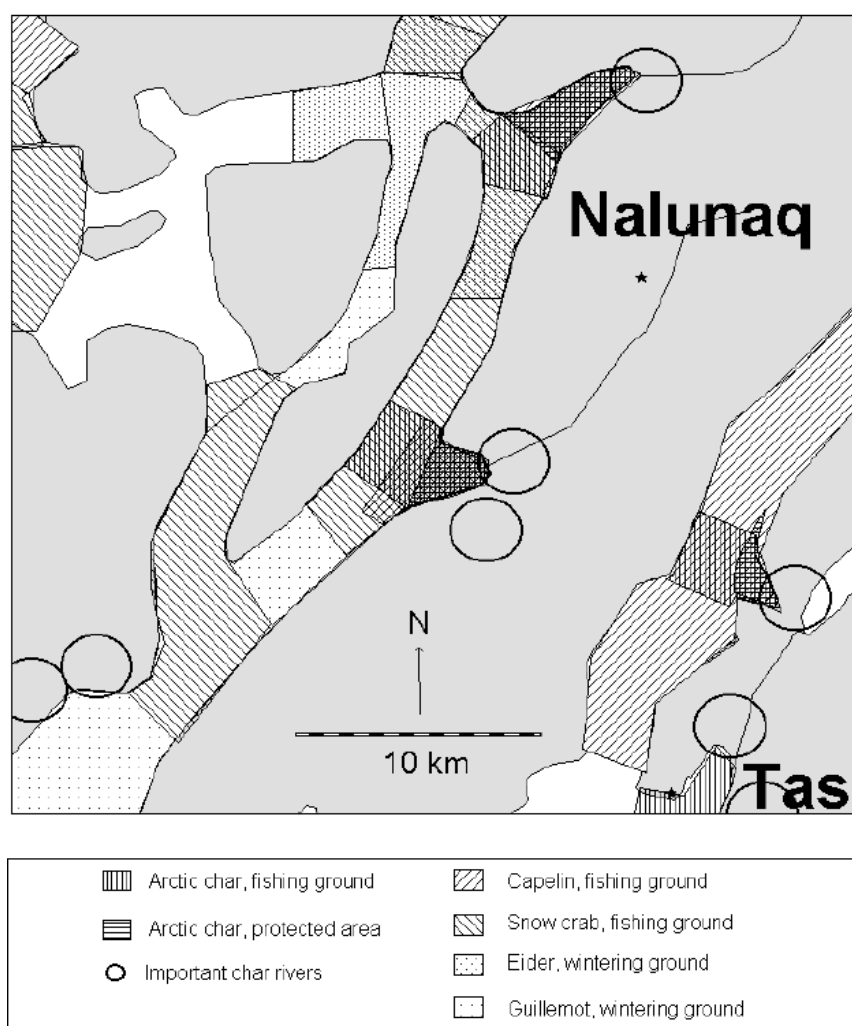 Nalunaq
N
10 km
Tas
Arctic char, fishing ground
Arctic char, protected area
Important char rivers
Capelin, fishing ground
Snow crab, fishing ground
Eider, wintering ground
Guillemot, wintering ground